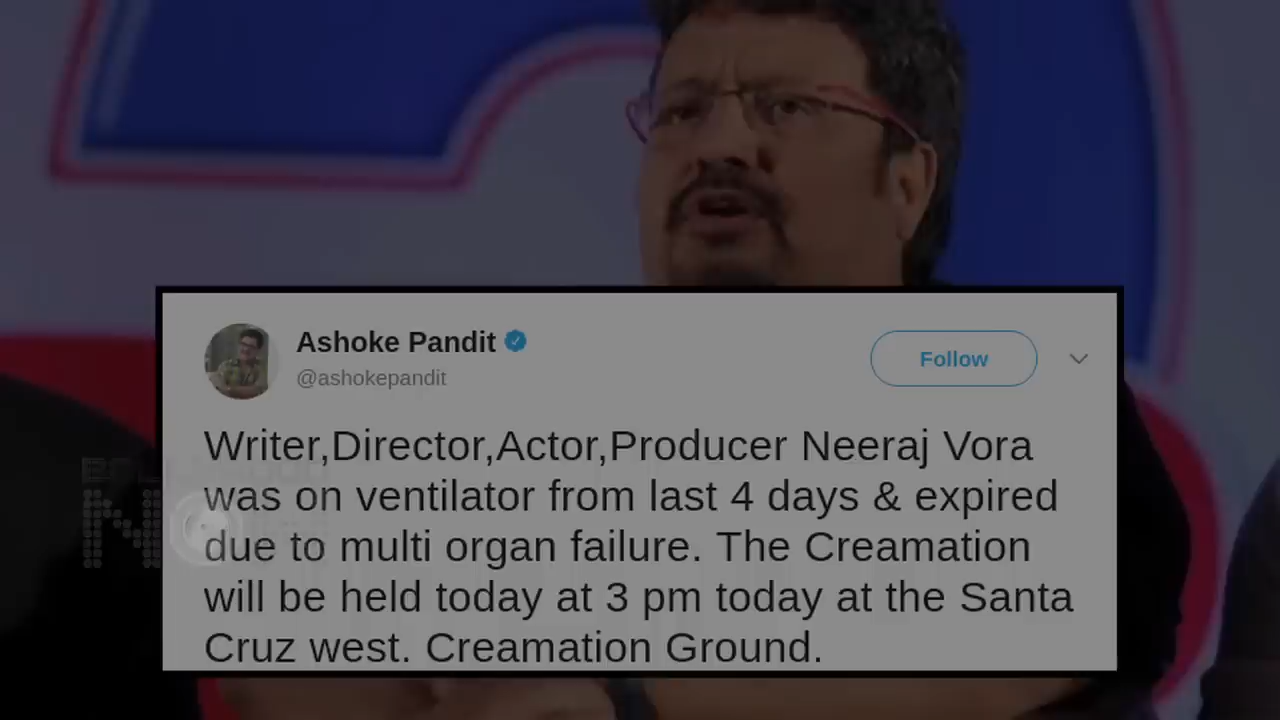 Ashoke Pandit
@ashokepandit
Follow
Writer,Director,Actor,Producer Neeraj Vora
was on ventilator from last 4 days & expired
due to multi organ failure. The Creamation
will be held today at 3 pm today at the Santa
Cruz west. Creamation Ground.